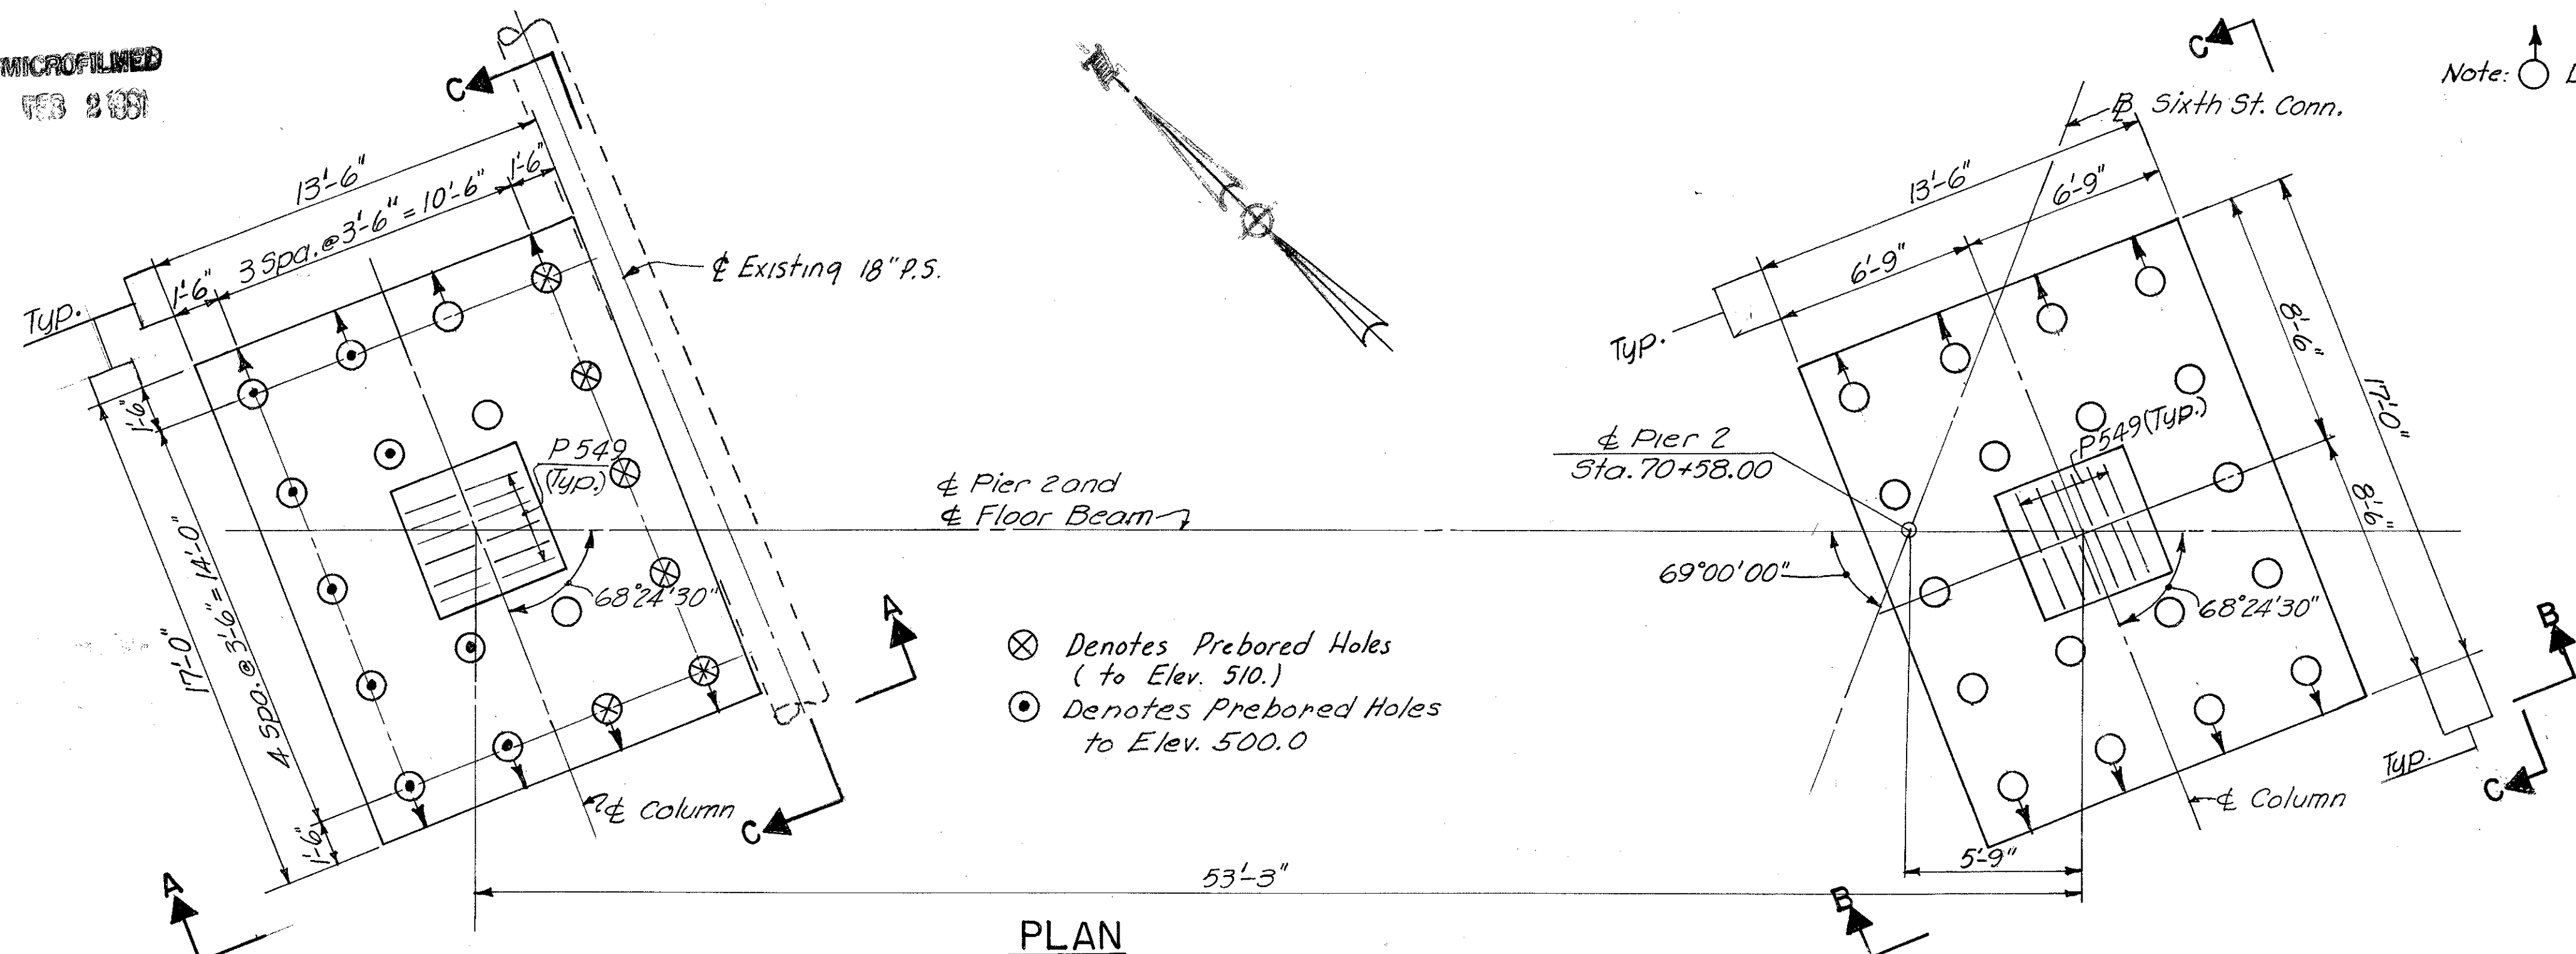 MICROFILMED
FEB 2 1981
C
C
Note: L
℄ Sixth St. Conn.
13'-6"
1'-6"
3 Spa. @ 3'-6" = 10'-6"
1'-6"
13'-6"
6'-9"
6'-9"
℄ Existing 18" P.S.
Typ.
Typ.
1'-6"
8'-6"
17'-0"
P549
(Typ.)
P549 (Typ.)
℄ Pier 2
Sta. 70+58.00
℄ Pier 2 and
℄ Floor Beam
17'-0"
4 Spa. @ 3'-6" = 14'-0"
8'-6"
69°00'00"
68°24'30"
68°24'30"
A
B
Denotes Prebored Holes
( to Elev. 510.)
Denotes Prebored Holes
to Elev. 500.0
Typ.
℄ Column
C
℄ Column
C
1'-6"
5'-9"
53'-3"
A
B
PLAN